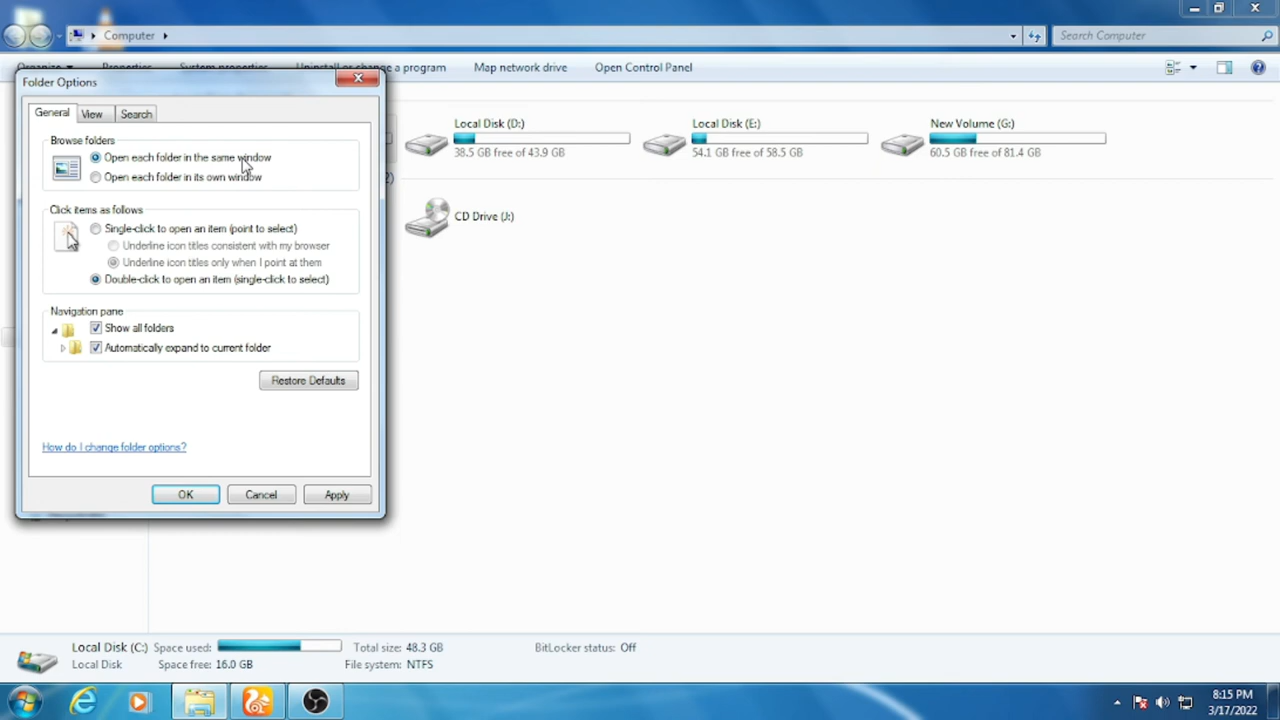 Computer
Search Computer
Organize Properties System properties Uninstall or change a program Map network drive Open Control Panel
Folder Options
General View Search
Browse folders
Open each folder in the same window
Open each folder in its own window
Click items as follows
Single-click to open an item (point to select)
Underline icon titles consistent with my browser
Underline icon titles only when I point at them
Double-click to open an item (single-click to select)
Navigation pane
Show all folders
Automatically expand to current folder
Restore Defaults
How do I change folder options?
OK Cancel Apply
2)
Local Disk (D:)
38.5 GB free of 43.9 GB
Local Disk (E:)
54.1 GB free of 58.5 GB
New Volume (G:)
60.5 GB free of 81.4 GB
CD Drive (J:)
Local Disk (C:) Space used: Total size: 48.3 GB BitLocker status: Off
Local Disk Space free: 16.0 GB File system: NTFS
8:15 PM
3/17/2022